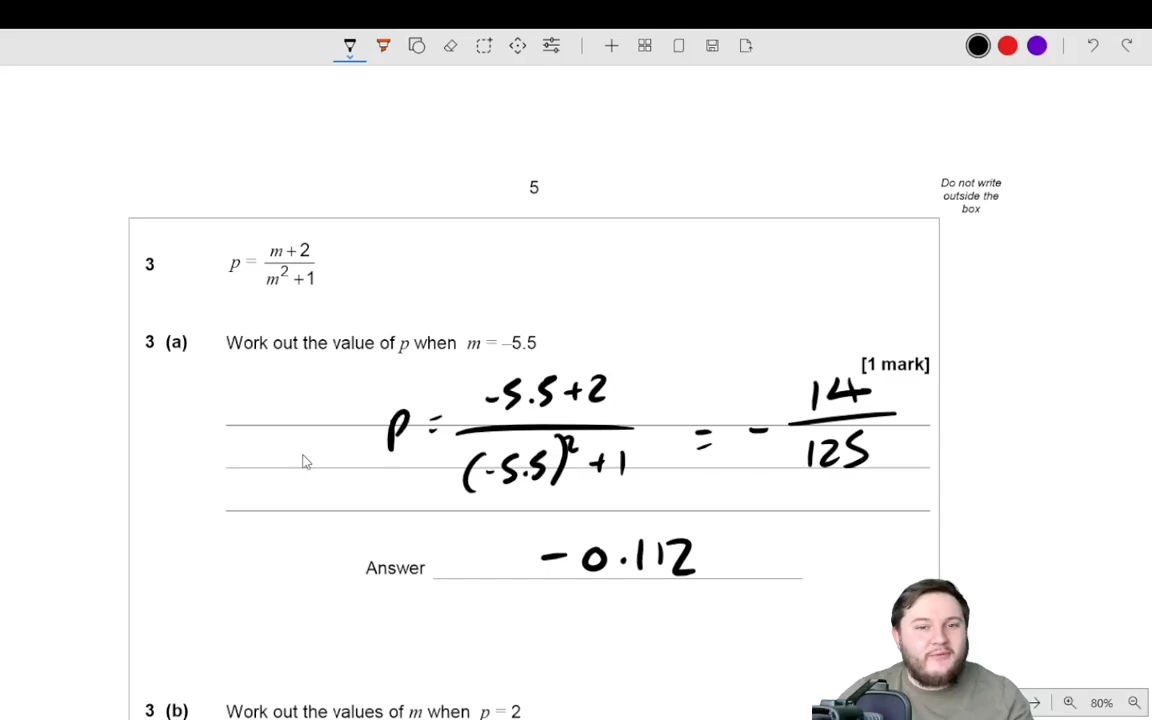 5
Do not write
outside the
box
3 p = m + 2 / m² + 1
3 (a) Work out the value of p when m = –5.5
[1 mark]
p = -5.5 + 2 / (-5.5)² + 1 = - 14 / 125
Answer -0.112
3 (b) Work out the values of m when p = 2
80%